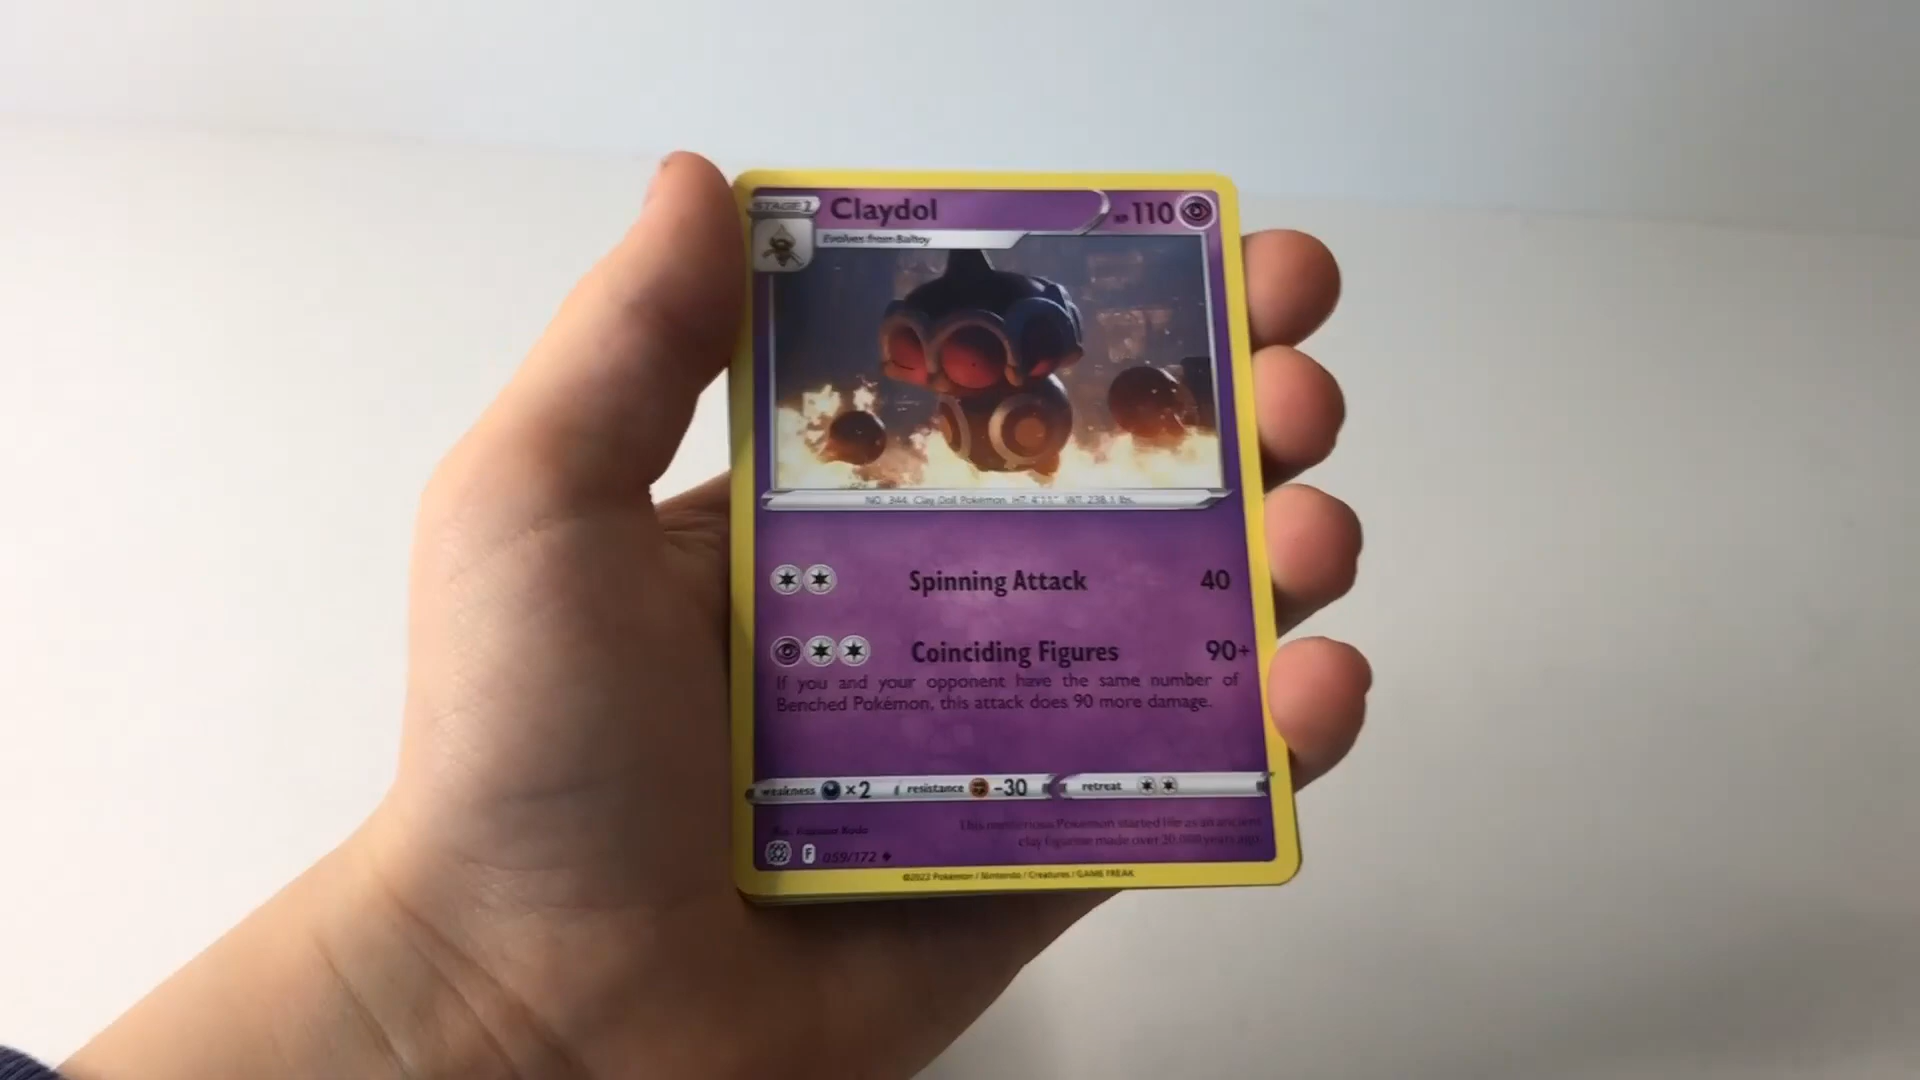 STAGE 1
Claydol
HP 110
Evolves from Baltoy
NO. 344 Clay Doll Pokémon HT: 4'11" WT: 238.1 lbs.
Spinning Attack 40
Coinciding Figures 90+
If you and your opponent have the same number of
Benched Pokémon, this attack does 90 more damage.
weakness ×2 resistance -30 retreat
This mysterious Pokémon started life as an ancient
clay figurine made over 20,000 years ago.
F 059/172
©2022 Pokémon / Nintendo / Creatures / GAME FREAK